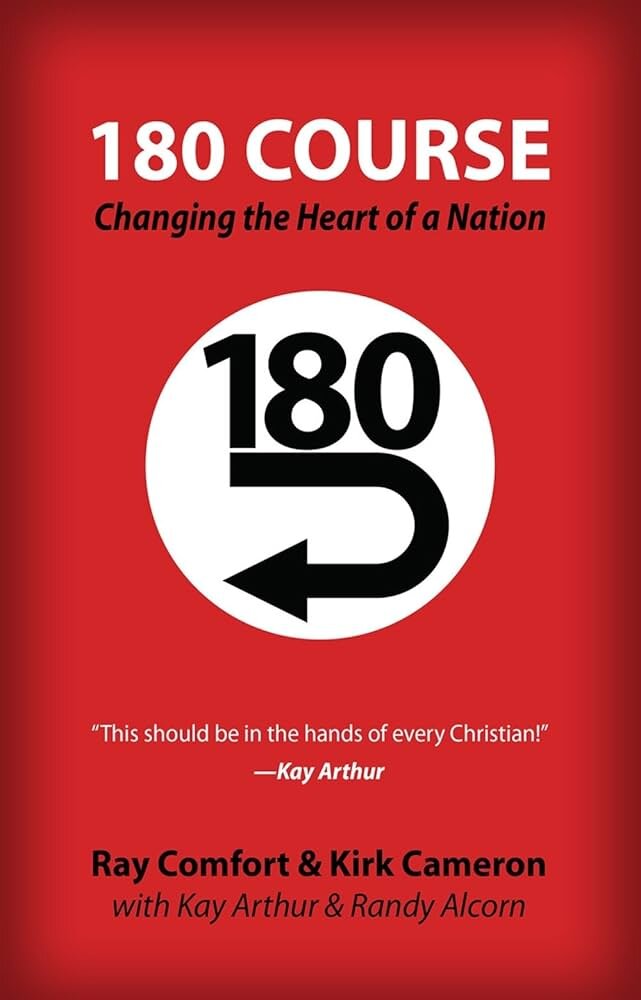 180 COURSE
Changing the Heart of a Nation
180
“This should be in the hands of every Christian!”
—Kay Arthur
Ray Comfort & Kirk Cameron
with Kay Arthur & Randy Alcorn